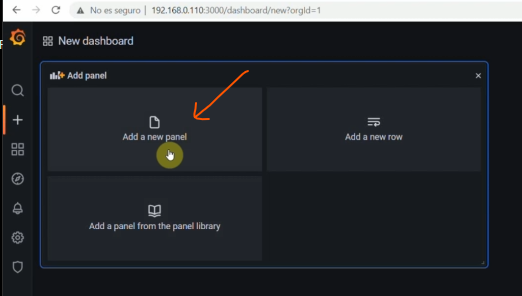 No es seguro | 192.168.0.110:3000/dashboard/new?orgId=1
New dashboard
Add panel
Add a new panel
Add a new row
Add a panel from the panel library